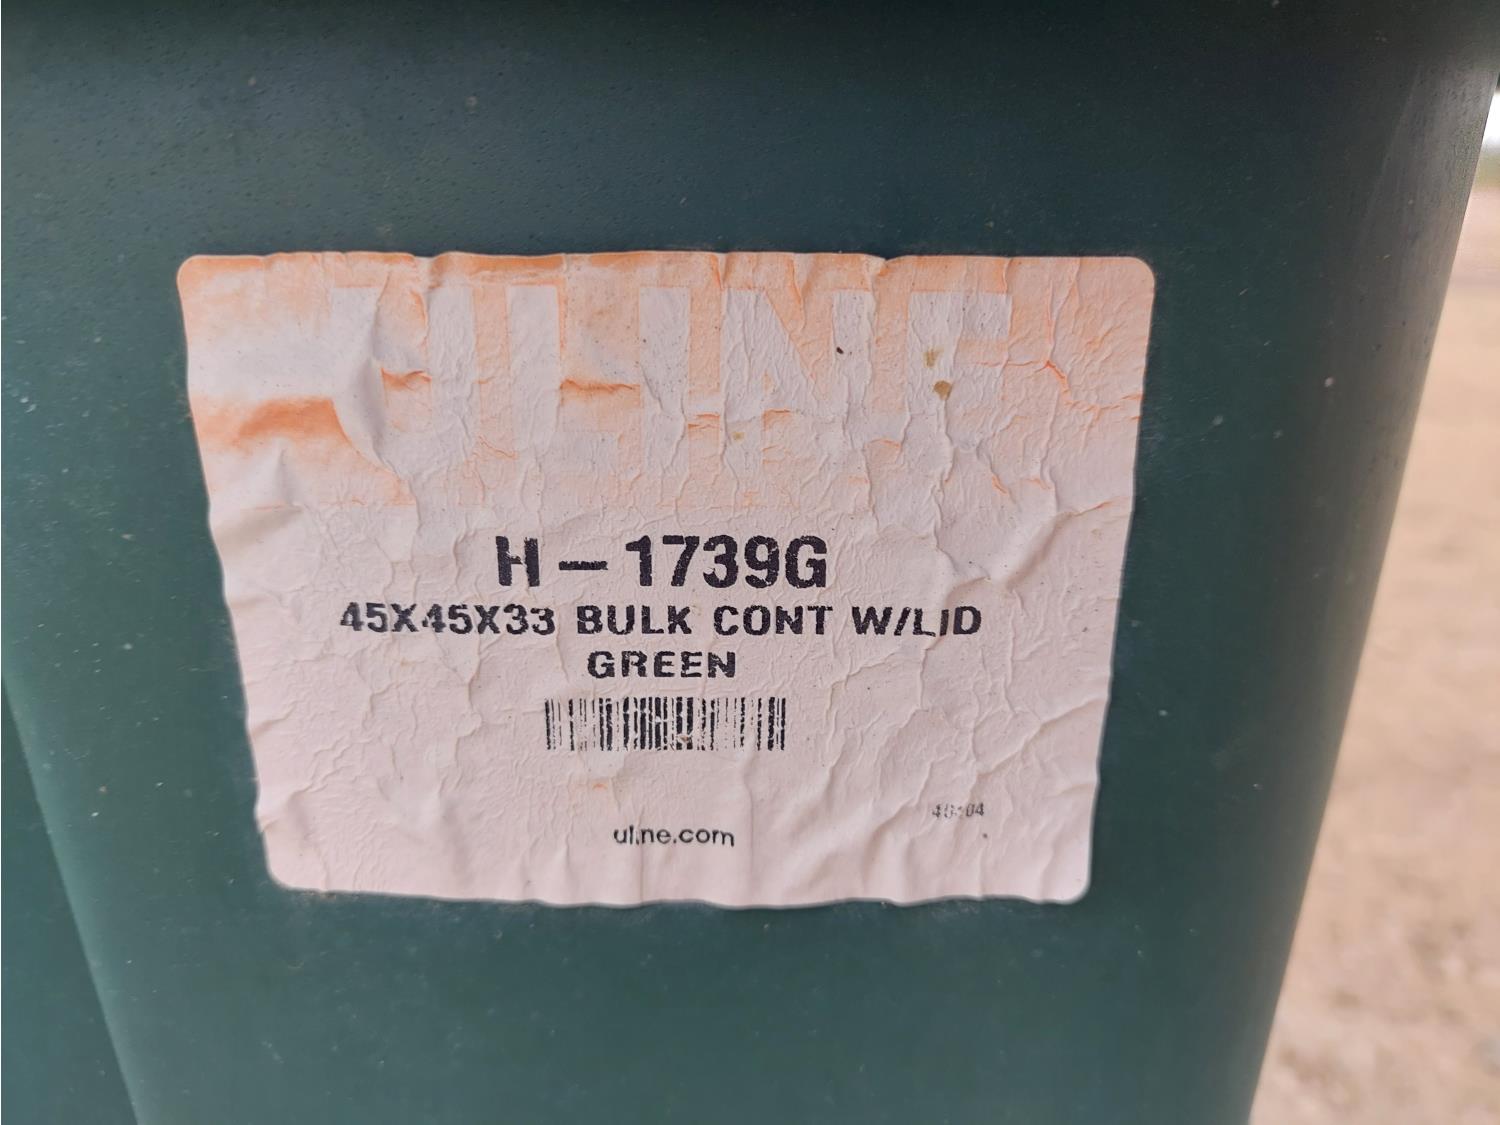 ULINE
H-1739G
45X45X33 BULK CONT W/LID
GREEN
uline.com